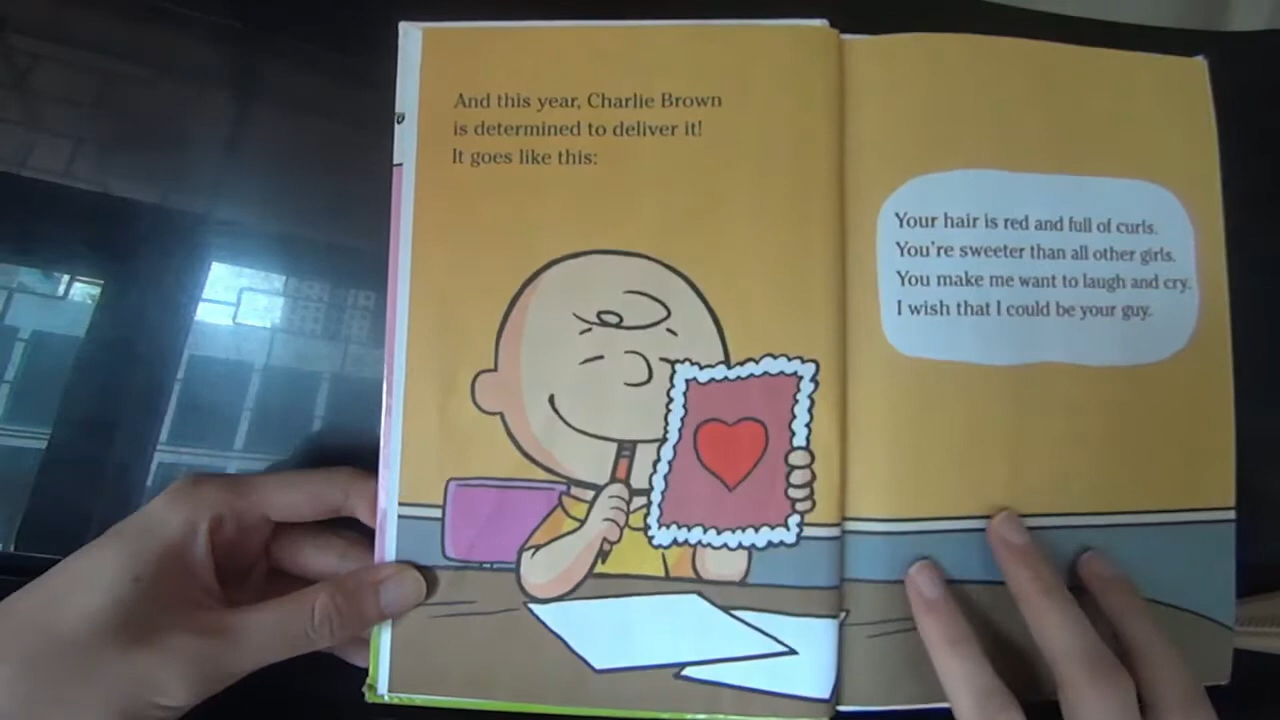 And this year, Charlie Brown
is determined to deliver it!
It goes like this:
Your hair is red and full of curls.
You're sweeter than all other girls.
You make me want to laugh and cry.
I wish that I could be your guy.